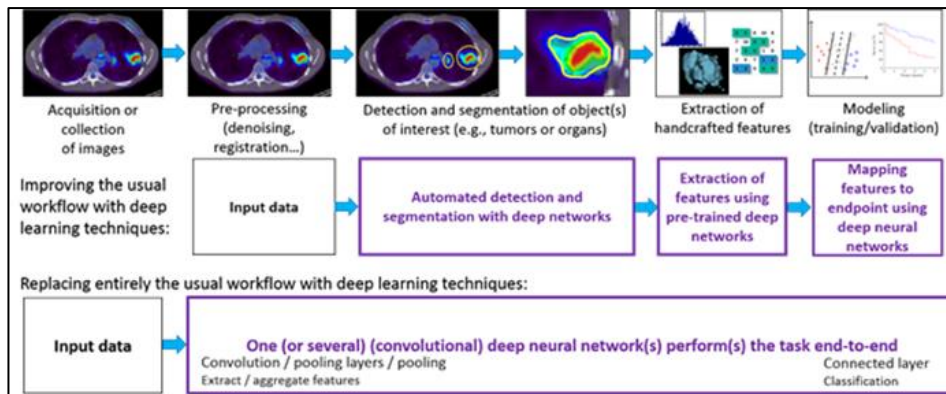 Acquisition or
collection
of images
Pre-processing
(denoising,
registration...)
Detection and segmentation of object(s)
of interest (e.g., tumors or organs)
Extraction of
handcrafted features
Modeling
(training/validation)
Improving the usual
workflow with deep
learning techniques:
Input data
Automated detection and
segmentation with deep networks
Extraction of
features using
pre-trained deep
networks
Mapping
features to
endpoint using
deep neural
networks
Replacing entirely the usual workflow with deep learning techniques:
Input data
One (or several) (convolutional) deep neural network(s) perform(s) the task end-to-end
Convolution / pooling layers / pooling
Connected layer
Extract / aggregate features
Classification